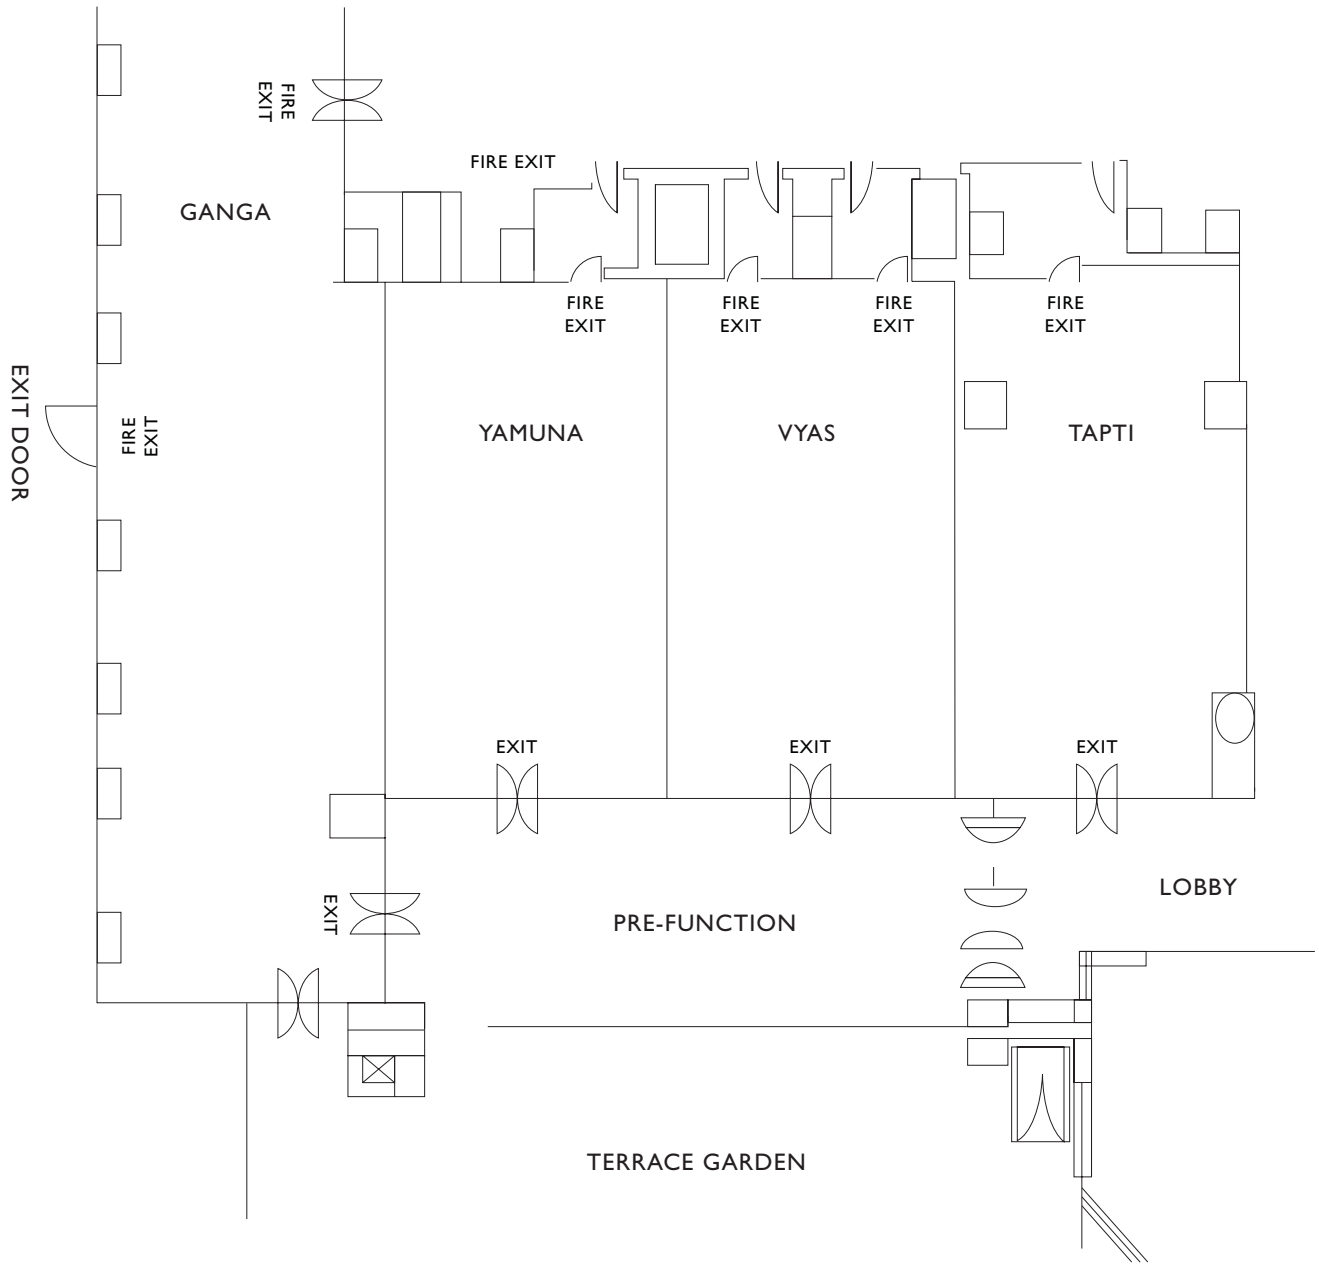 FIRE
EXIT
FIRE EXIT
GANGA
FIRE
EXIT
FIRE
EXIT
FIRE
EXIT
FIRE
EXIT
EXIT DOOR
FIRE
EXIT
YAMUNA
VYAS
TAPTI
EXIT
EXIT
EXIT
EXIT
PRE-FUNCTION
LOBBY
TERRACE GARDEN